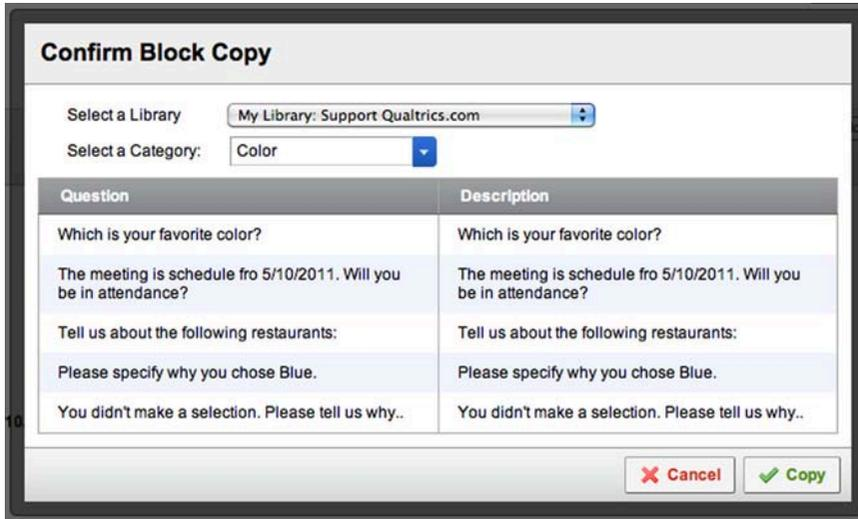 Confirm Block Copy
Select a Library My Library: Support Qualtrics.com
Select a Category: Color
Question Description
Which is your favorite color? Which is your favorite color?
The meeting is schedule fro 5/10/2011. Will you The meeting is schedule fro 5/10/2011. Will you
be in attendance? be in attendance?
Tell us about the following restaurants: Tell us about the following restaurants:
Please specify why you chose Blue. Please specify why you chose Blue.
You didn't make a selection. Please tell us why.. You didn't make a selection. Please tell us why..
10
Cancel Copy